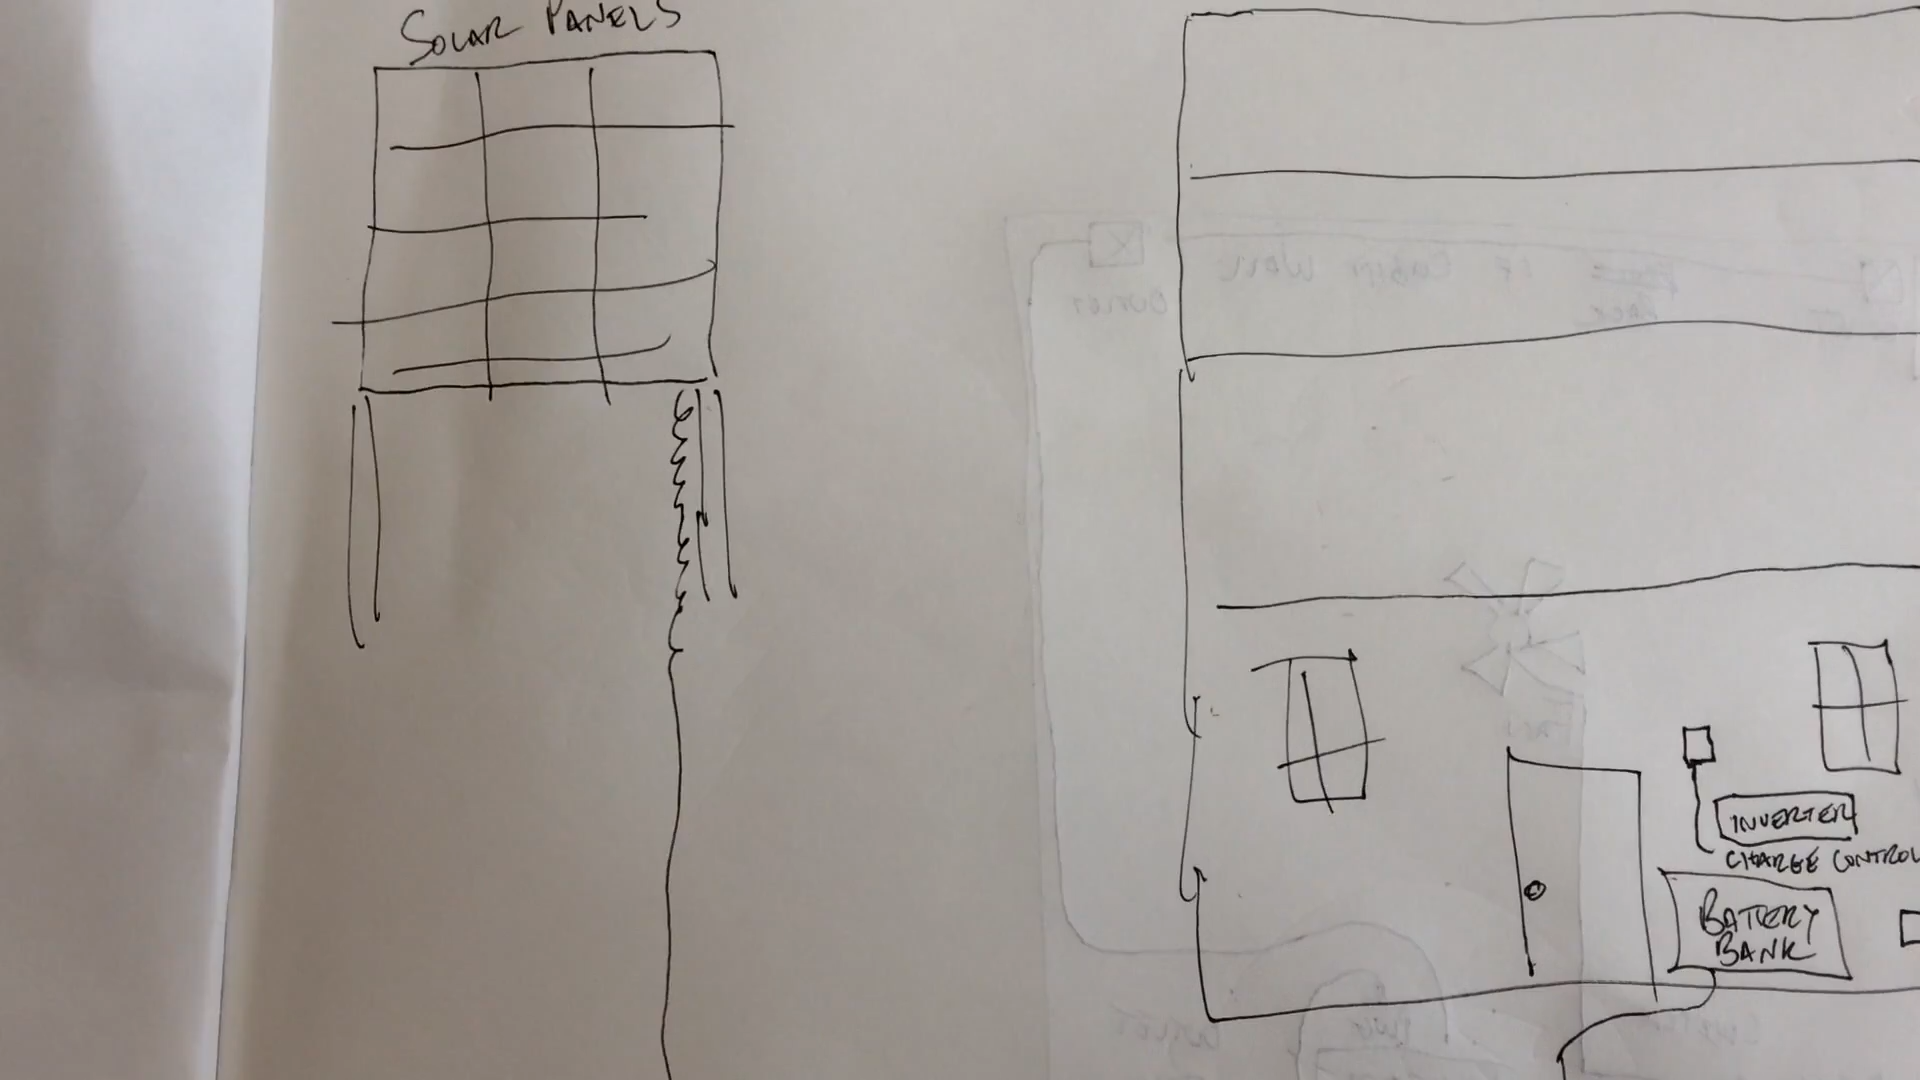 SOLAR PANELS
INVERTER
CHARGE CONTROL
BATTERY
BANK